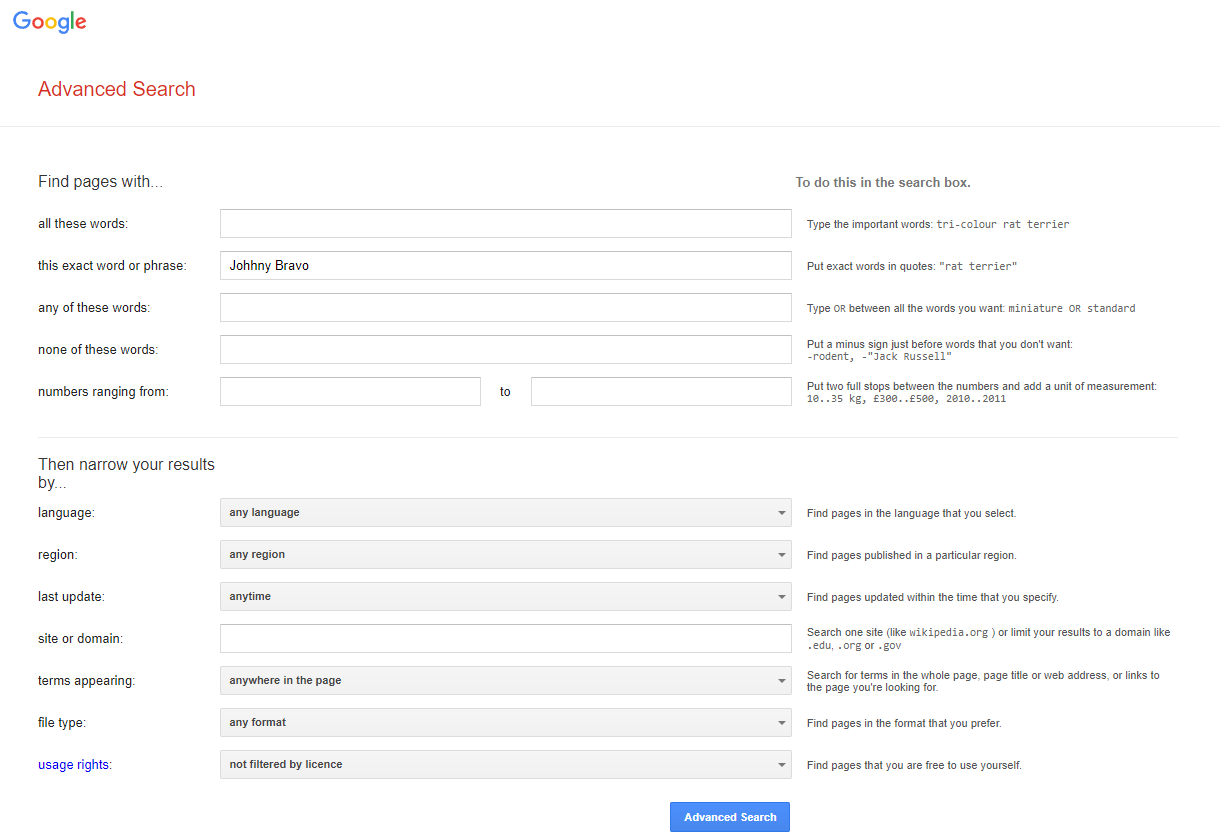 Google
Advanced Search
Find pages with...
To do this in the search box.
all these words:
Type the important words: tri-colour rat terrier
this exact word or phrase:
Johhny Bravo
Put exact words in quotes: "rat terrier"
any of these words:
Type OR between all the words you want: miniature OR standard
none of these words:
Put a minus sign just before words that you don't want:
-rodent, -"Jack Russell"
numbers ranging from:
to
Put two full stops between the numbers and add a unit of measurement:
10..35 kg, £300..£500, 2010..2011
Then narrow your results
by...
language:
any language
Find pages in the language that you select.
region:
any region
Find pages published in a particular region.
last update:
anytime
Find pages updated within the time that you specify.
site or domain:
Search one site (like wikipedia.org ) or limit your results to a domain like
.edu, .org or .gov
terms appearing:
anywhere in the page
Search for terms in the whole page, page title or web address, or links to
the page you're looking for.
file type:
any format
Find pages in the format that you prefer.
usage rights:
not filtered by licence
Find pages that you are free to use yourself.
Advanced Search